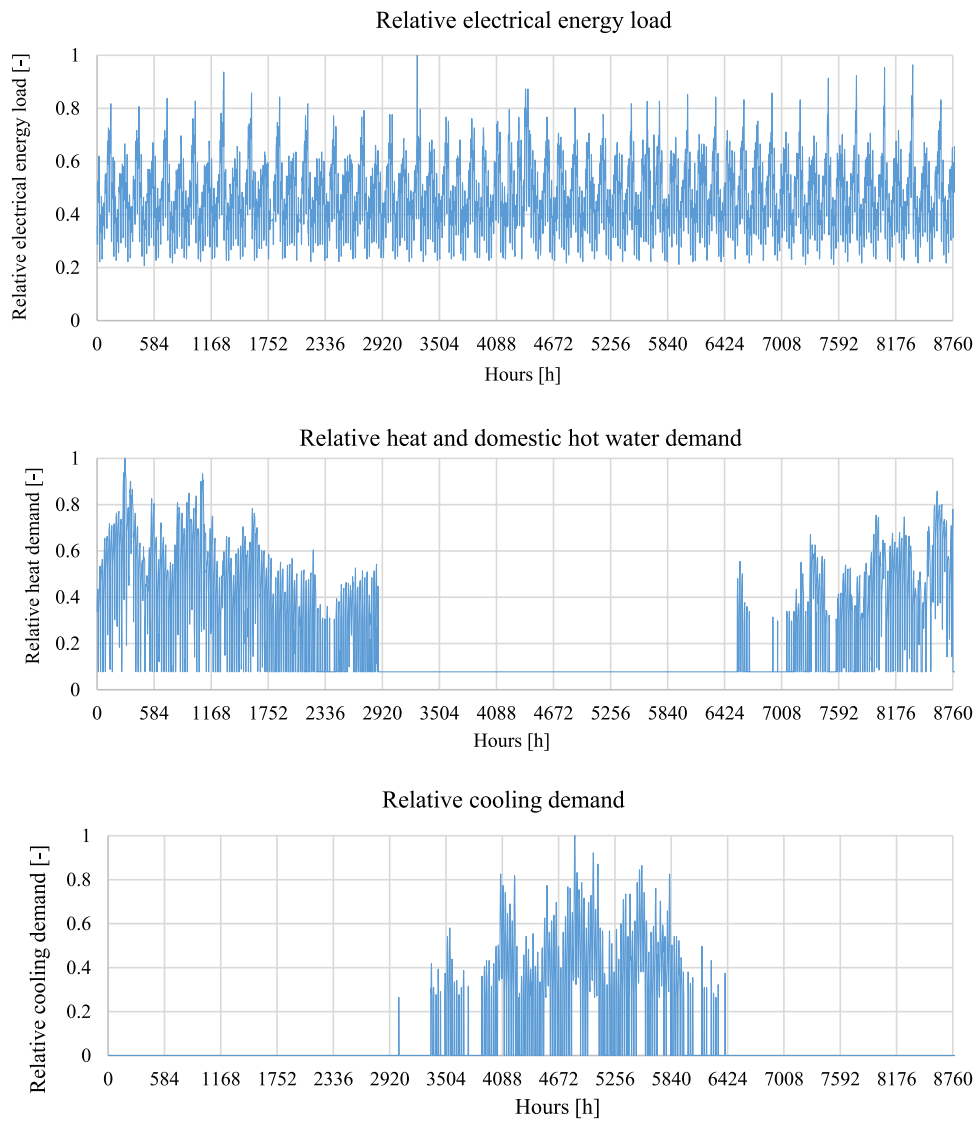 Relative electrical energy load
Relative electrical energy load [-]
1
0.8
0.6
0.4
0.2
0
0 584 1168 1752 2336 2920 3504 4088 4672 5256 5840 6424 7008 7592 8176 8760
Hours [h]
Relative heat and domestic hot water demand
Relative heat demand [-]
1
0.8
0.6
0.4
0.2
0
0 584 1168 1752 2336 2920 3504 4088 4672 5256 5840 6424 7008 7592 8176 8760
Hours [h]
Relative cooling demand
Relative cooling demand [-]
1
0.8
0.6
0.4
0.2
0
0 584 1168 1752 2336 2920 3504 4088 4672 5256 5840 6424 7008 7592 8176 8760
Hours [h]